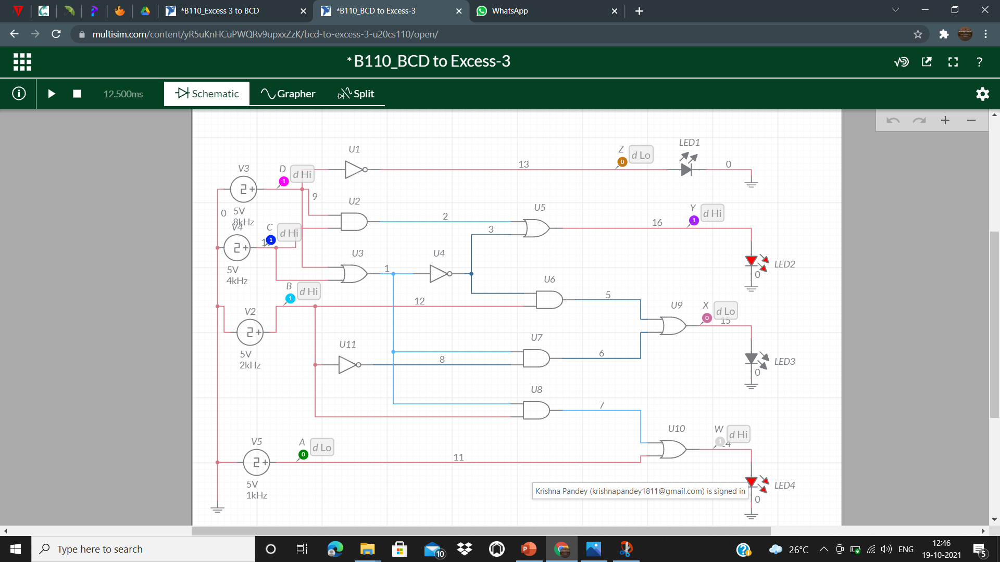 *B110_Excess 3 to BCD
*B110_BCD to Excess-3
WhatsApp
multisim.com/content/yR5uKnHCuPWQRv9upxxZzK/bcd-to-excess-3-u20cs110/open/
*B110_BCD to Excess-3
?
12.500ms
Schematic
Grapher
Split
U1
13
Z
d Lo
0
LED1
0
V3
D
d Hi
1
9
0
5V
8kHz
U2
2
U5
3
Y
d Hi
1
16
V4
C
d Hi
1
5V
4kHz
U3
1
U4
LED2
0
B
d Hi
1
12
U6
5
V2
5V
2kHz
U9
X
d Lo
0
15
U11
8
U7
6
LED3
0
U8
7
U10
W
d Hi
1
V5
A
d Lo
0
11
5V
1kHz
LED4
0
Krishna Pandey (krishnapandey1811@gmail.com) is signed in
Type here to search
10
26°C
ENG
12:46
19-10-2021
5